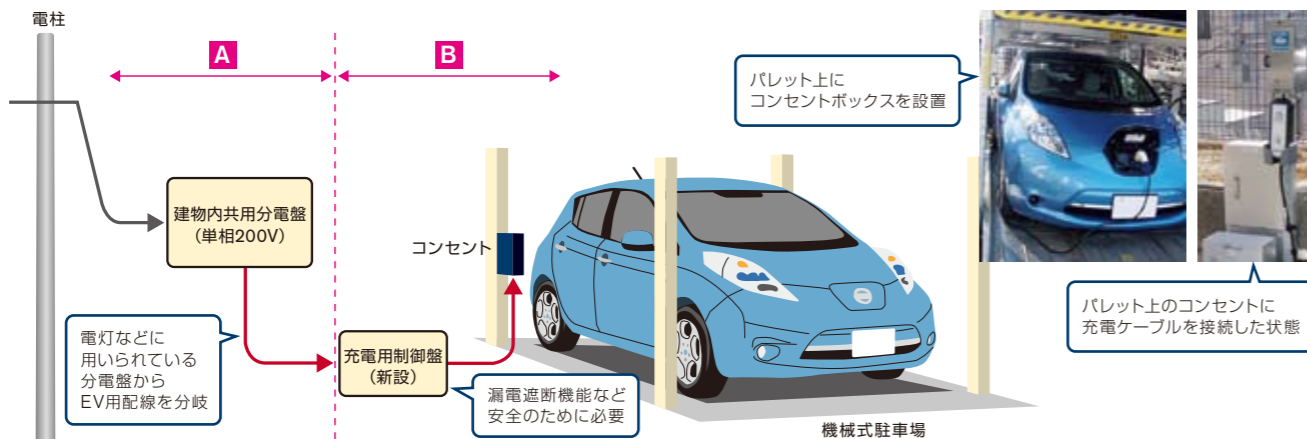 電柱
A
B
建物内共用分電盤
(単相200V)
電灯などに
用いられている
分電盤から
EV用配線を分岐
充電用制御盤
(新設)
漏電遮断機能など
安全のために必要
コンセント
機械式駐車場
パレット上に
コンセントボックスを設置
パレット上のコンセントに
充電ケーブルを接続した状態